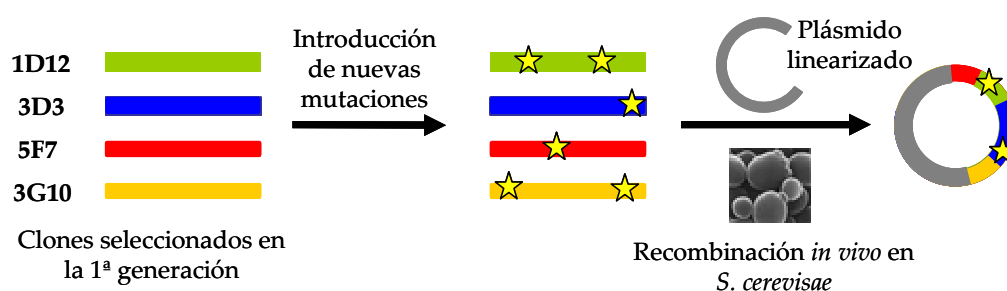 1D12
3D3
5F7
3G10
Clones seleccionados en
la 1ª generación
Introducción
de nuevas
mutaciones
Plásmido
linearizado
Recombinación in vivo en
S. cerevisae